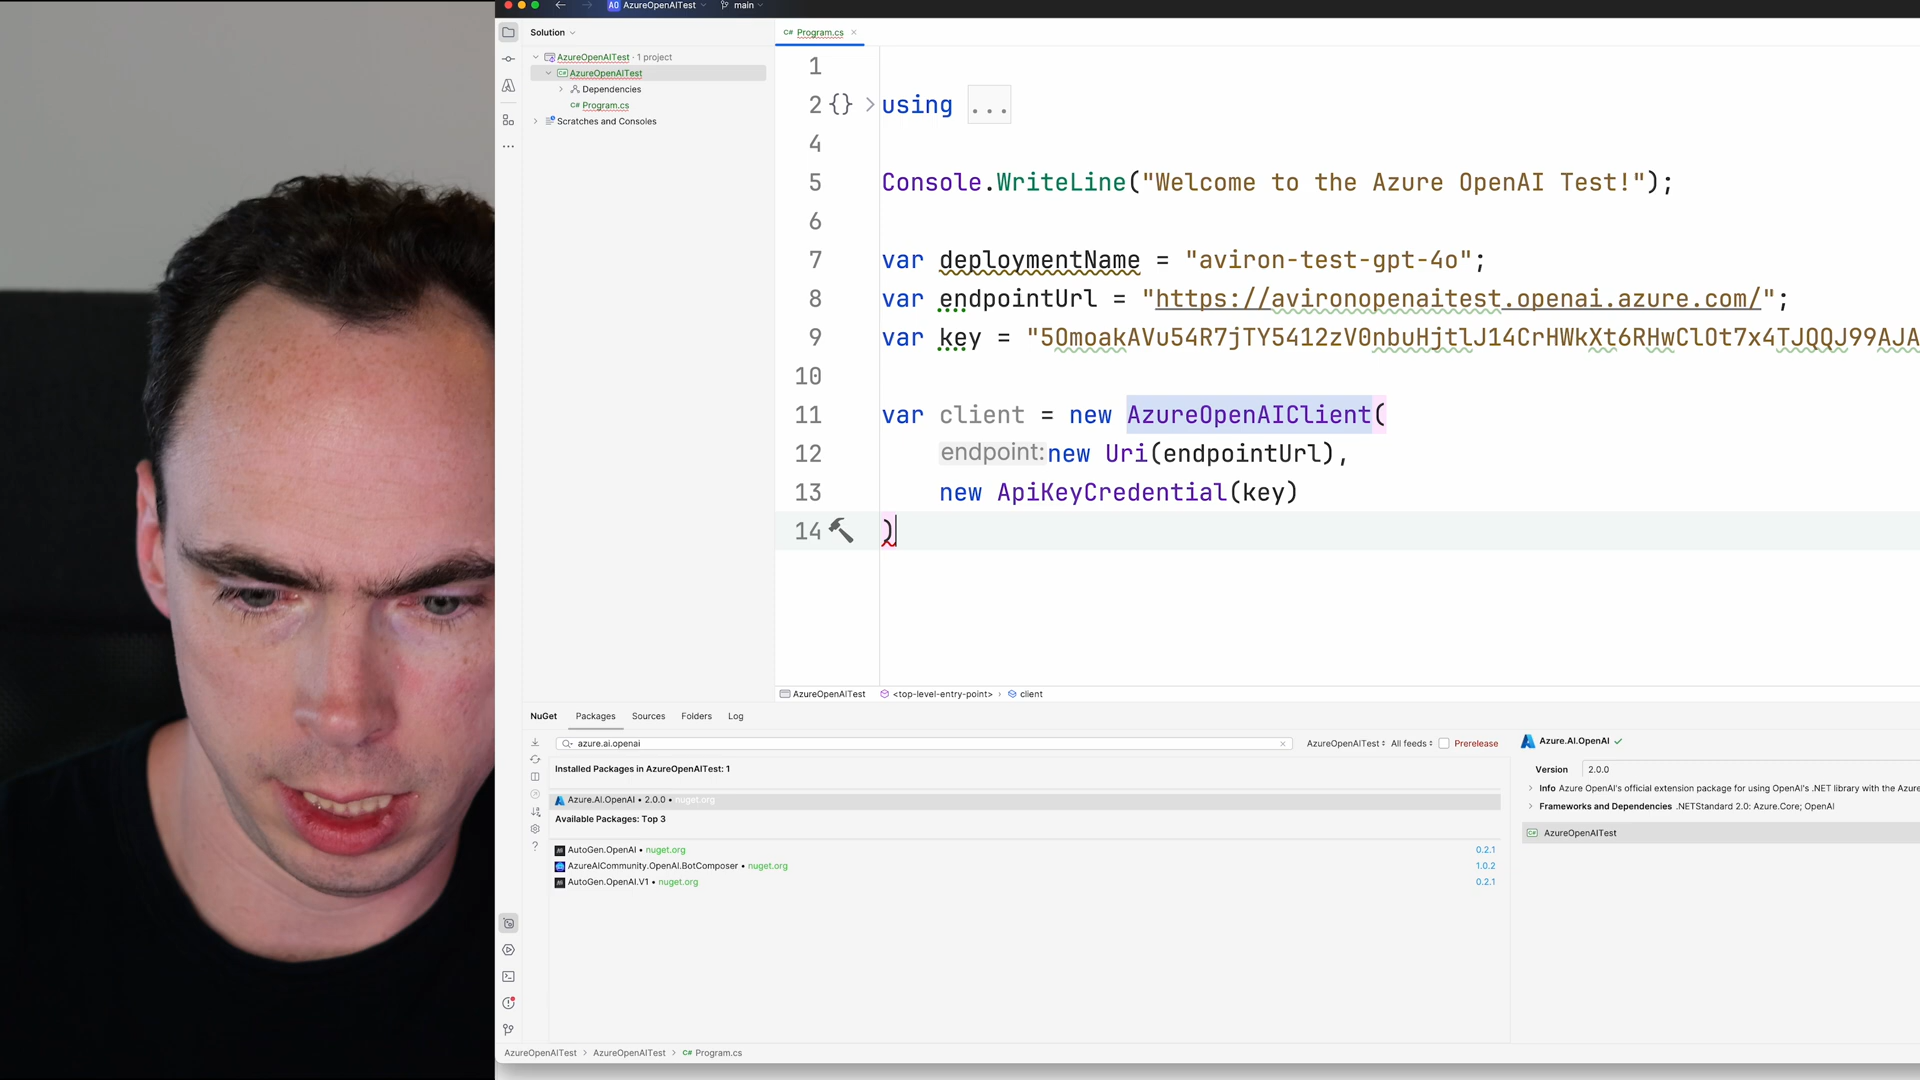 AO AzureOpenAITest main
Solution
Program.cs
AzureOpenAITest · 1 project
AzureOpenAITest
Dependencies
Program.cs
Scratches and Consoles
1
2 {} > using ...
4
5 Console.WriteLine("Welcome to the Azure OpenAI Test!");
6
7 var deploymentName = "aviron-test-gpt-4o";
8 var endpointUrl = "https://avironopenaitest.openai.azure.com/";
9 var key = "5OmoakAVu54R7jTY5412zV0nbuHjtlJ14CrHWkXt6RHwClOt7x4TJQQJ99AJA
10
11 var client = new AzureOpenAIClient(
12 endpoint: new Uri(endpointUrl),
13 new ApiKeyCredential(key)
14 )
AzureOpenAITest <top-level-entry-point> › client
NuGet Packages Sources Folders Log
azure.ai.openai
AzureOpenAITest All feeds Prerelease
Installed Packages in AzureOpenAITest: 1
Azure.AI.OpenAI • 2.0.0 • nuget.org
Available Packages: Top 3
AutoGen.OpenAI • nuget.org 0.2.1
AzureAICommunity.OpenAI.BotComposer • nuget.org 1.0.2
AutoGen.OpenAI.V1 • nuget.org 0.2.1
Azure.AI.OpenAI
Version 2.0.0
Info Azure OpenAI's official extension package for using OpenAI's .NET library with the Azure
Frameworks and Dependencies .NETStandard 2.0: Azure.Core; OpenAI
AzureOpenAITest
AzureOpenAITest > AzureOpenAITest > C# Program.cs